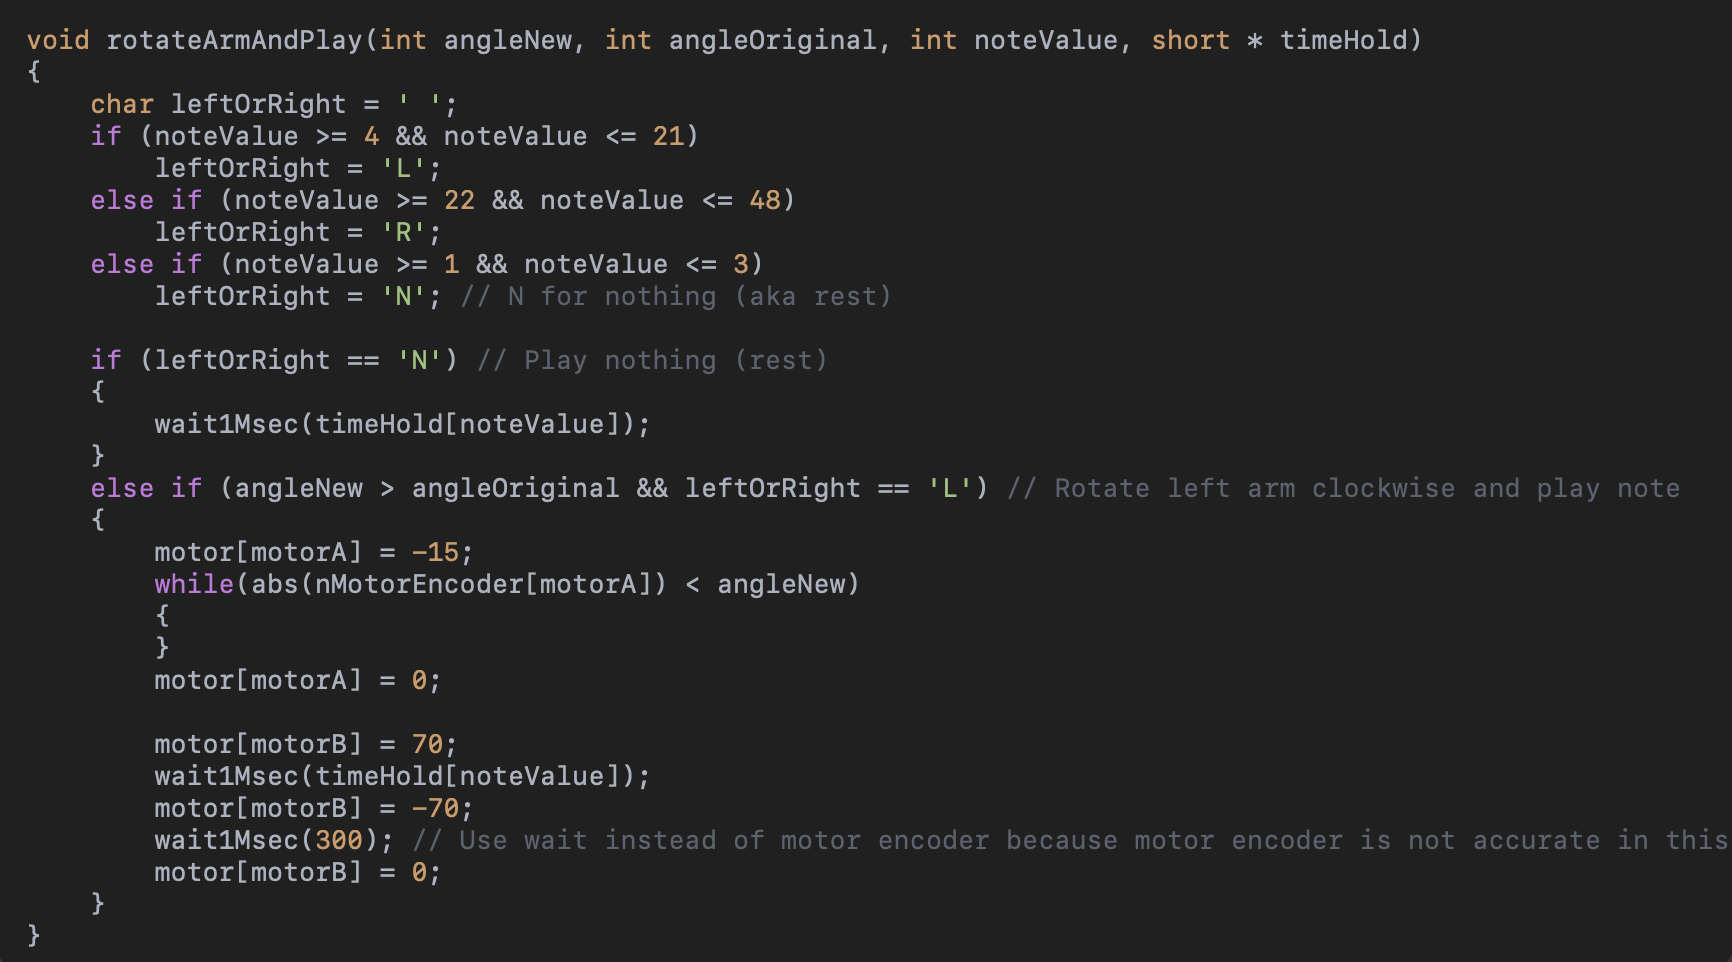 void rotateArmAndPlay(int angleNew, int angleOriginal, int noteValue, short * timeHold)
{
    char leftOrRight = ' ';
    if (noteValue >= 4 && noteValue <= 21)
        leftOrRight = 'L';
    else if (noteValue >= 22 && noteValue <= 48)
        leftOrRight = 'R';
    else if (noteValue >= 1 && noteValue <= 3)
        leftOrRight = 'N'; // N for nothing (aka rest)

    if (leftOrRight == 'N') // Play nothing (rest)
    {
        wait1Msec(timeHold[noteValue]);
    }
    else if (angleNew > angleOriginal && leftOrRight == 'L') // Rotate left arm clockwise and play note
    {
        motor[motorA] = -15;
        while(abs(nMotorEncoder[motorA]) < angleNew)
        {
        }
        motor[motorA] = 0;

        motor[motorB] = 70;
        wait1Msec(timeHold[noteValue]);
        motor[motorB] = -70;
        wait1Msec(300); // Use wait instead of motor encoder because motor encoder is not accurate in this
        motor[motorB] = 0;
    }
}